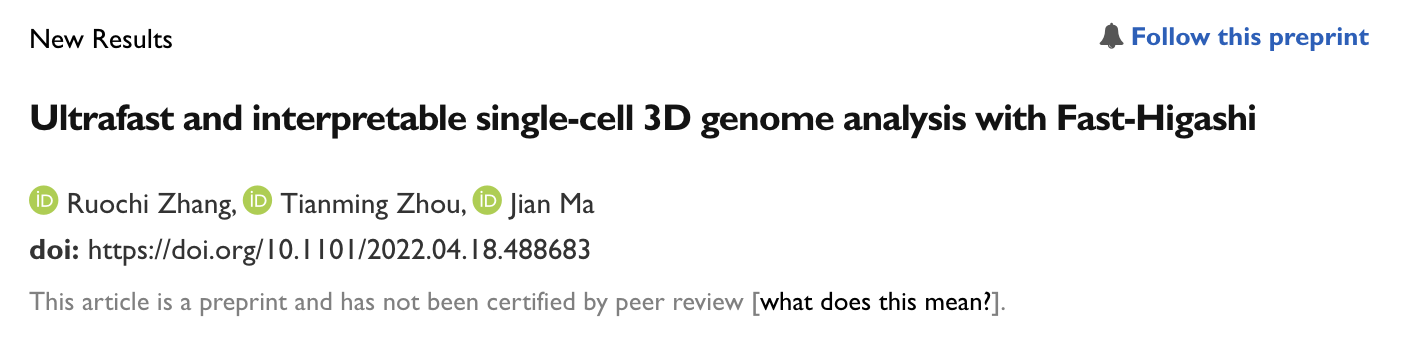 New Results
Follow this preprint
Ultrafast and interpretable single-cell 3D genome analysis with Fast-Higashi
iD Ruochi Zhang, iD Tianming Zhou, iD Jian Ma
doi: https://doi.org/10.1101/2022.04.18.488683
This article is a preprint and has not been certified by peer review [what does this mean?].